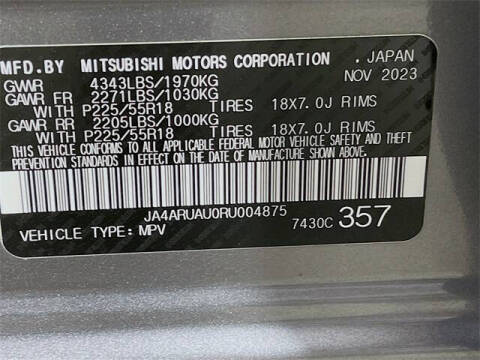 MFD.BY MITSUBISHI MOTORS CORPORATION . JAPAN
GVWR 4343LBS/1970KG NOV 2023
GAWR FR 2271LBS/1030KG
WITH P225/55R18 TIRES 18X7.0J RIMS
GAWR RR 2205LBS/1000KG
WITH P225/55R18 TIRES 18X7.0J RIMS
THIS VEHICLE CONFORMS TO ALL APPLICABLE FEDERAL MOTOR VEHICLE SAFETY AND THEFT
PREVENTION STANDARDS IN EFFECT ON THE DATE OF MANUFACTURE SHOWN ABOVE.
JA4ARUAU0RU004875
VEHICLE TYPE: MPV 7430C 357